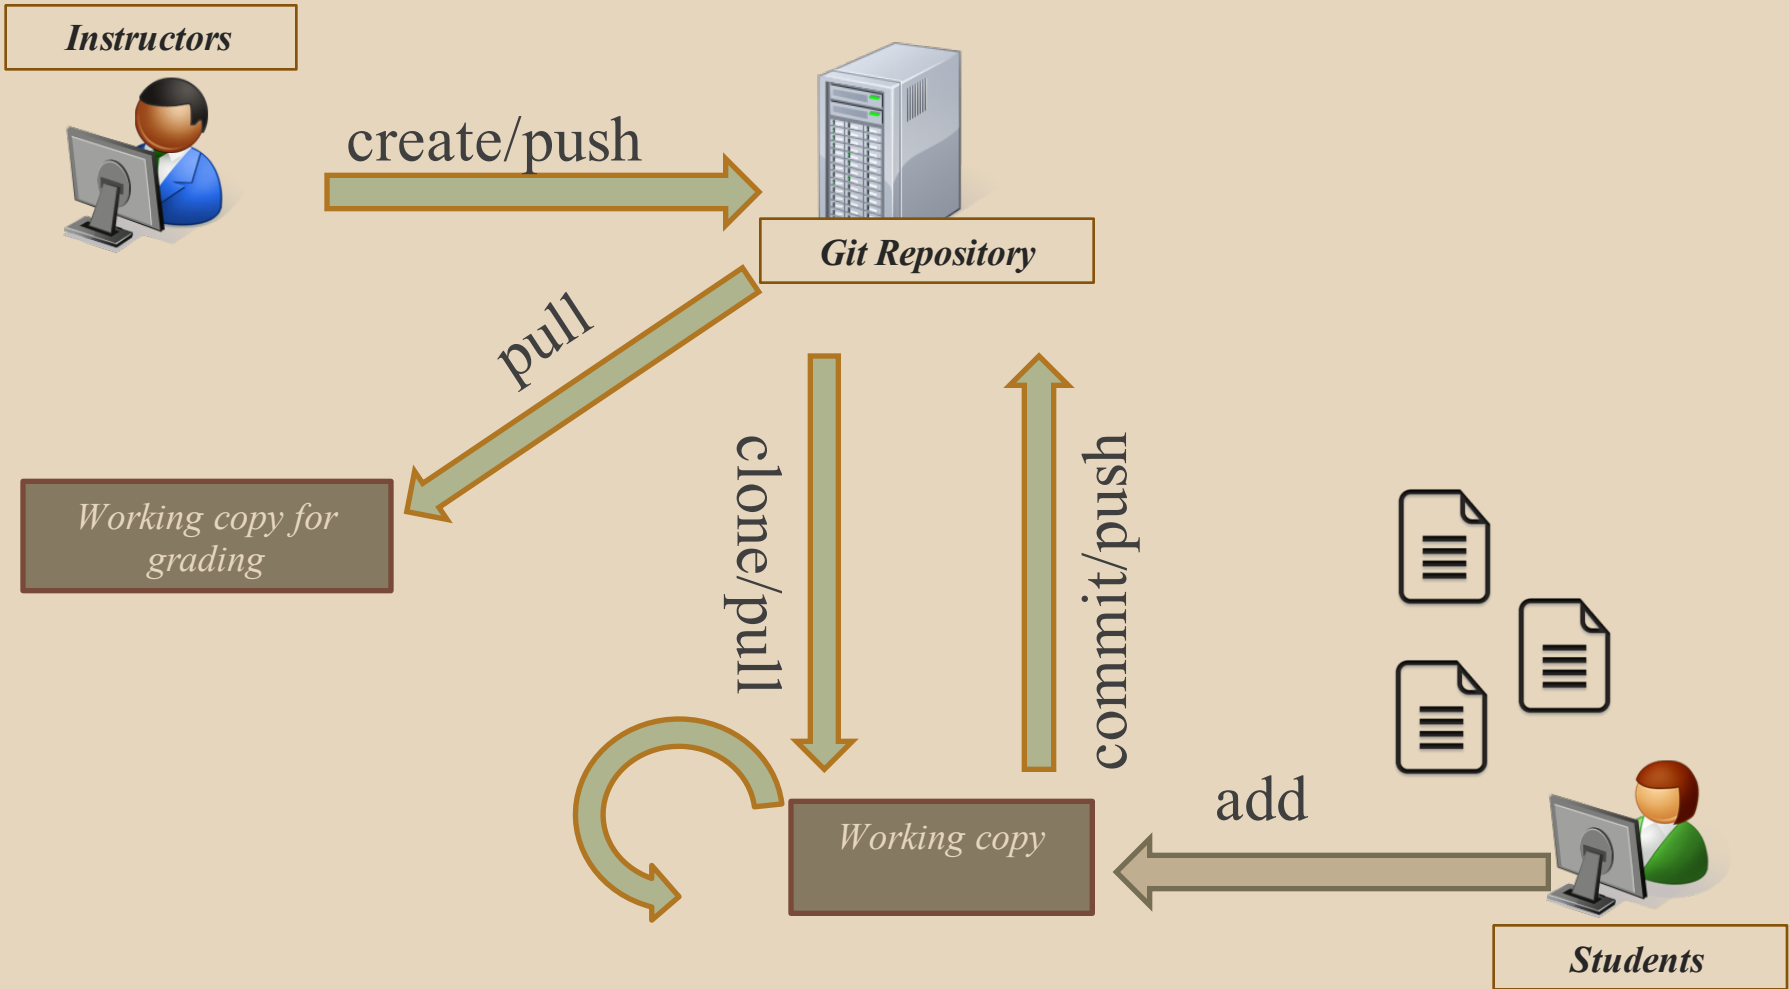 Instructors
create/push
Git Repository
pull
clone/pull
commit/push
Working copy for
grading
add
Working copy
Students